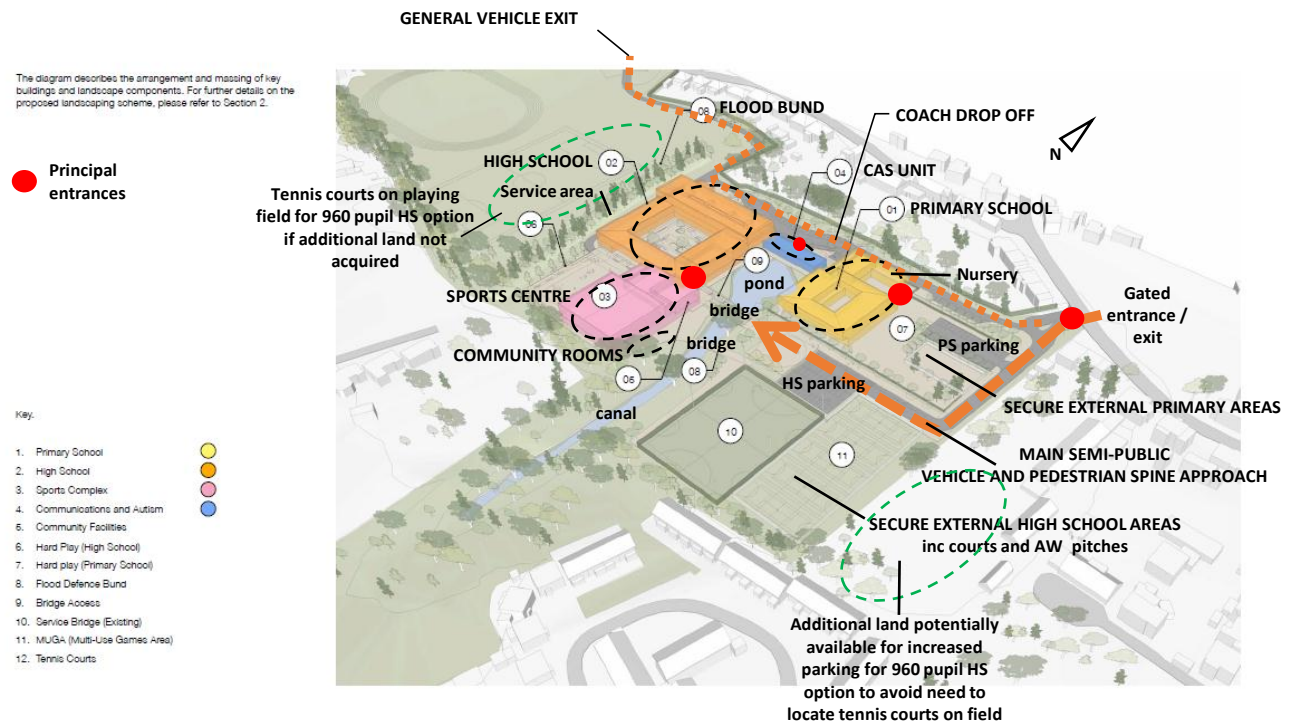 GENERAL VEHICLE EXIT
The diagram describes the arrangement and massing of key
buildings and landscape components. For further details on the
proposed landscaping scheme, please refer to Section 2.
Principal
entrances
06
FLOOD BUND
COACH DROP OFF
N
HIGH SCHOOL
02
Service area
04
CAS UNIT
01
PRIMARY SCHOOL
Tennis courts on playing
field for 960 pupil HS option
if additional land not
acquired
06
09
pond
Nursery
SPORTS CENTRE
03
bridge
Gated
entrance /
exit
07
PS parking
COMMUNITY ROOMS
bridge
05
08
HS parking
canal
SECURE EXTERNAL PRIMARY AREAS
10
11
MAIN SEMI-PUBLIC
VEHICLE AND PEDESTRIAN SPINE APPROACH
SECURE EXTERNAL HIGH SCHOOL AREAS
inc courts and AW pitches
Additional land potentially
available for increased
parking for 960 pupil HS
option to avoid need to
locate tennis courts on field
Key.
1. Primary School
2. High School
3. Sports Complex
4. Communications and Autism
5. Community Facilities
6. Hard Play (High School)
7. Hard play (Primary School)
8. Flood Defence Bund
9. Bridge Access
10. Service Bridge (Existing)
11. MUGA (Multi-Use Games Area)
12. Tennis Courts